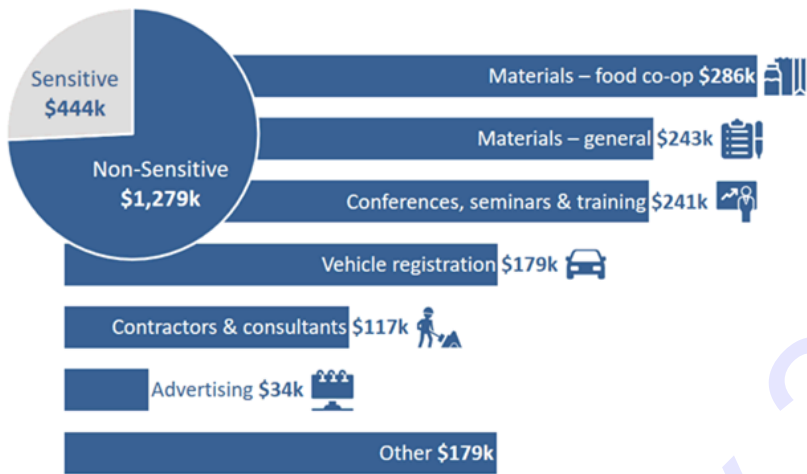 Sensitive
$444k
Non-Sensitive
$1,279k
Materials – food co-op $286k
Materials – general $243k
Conferences, seminars & training $241k
Vehicle registration $179k
Contractors & consultants $117k
Advertising $34k
Other $179k